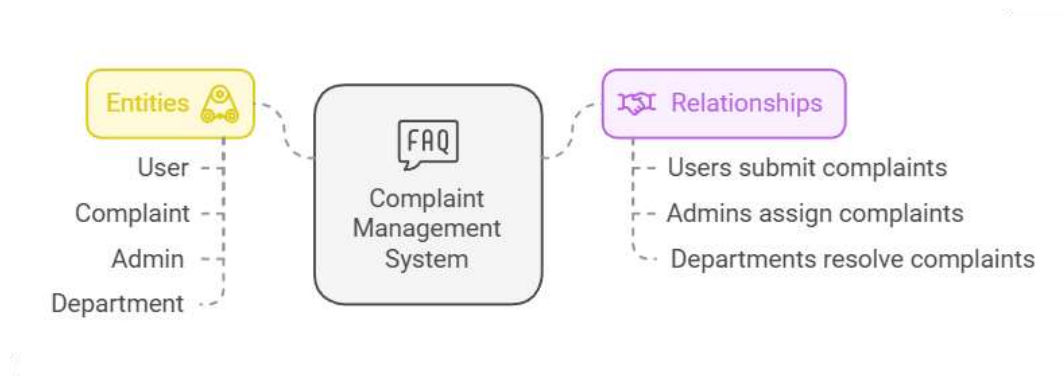 Entities
User
Complaint
Admin
Department
FAQ
Complaint
Management
System
Relationships
Users submit complaints
Admins assign complaints
Departments resolve complaints